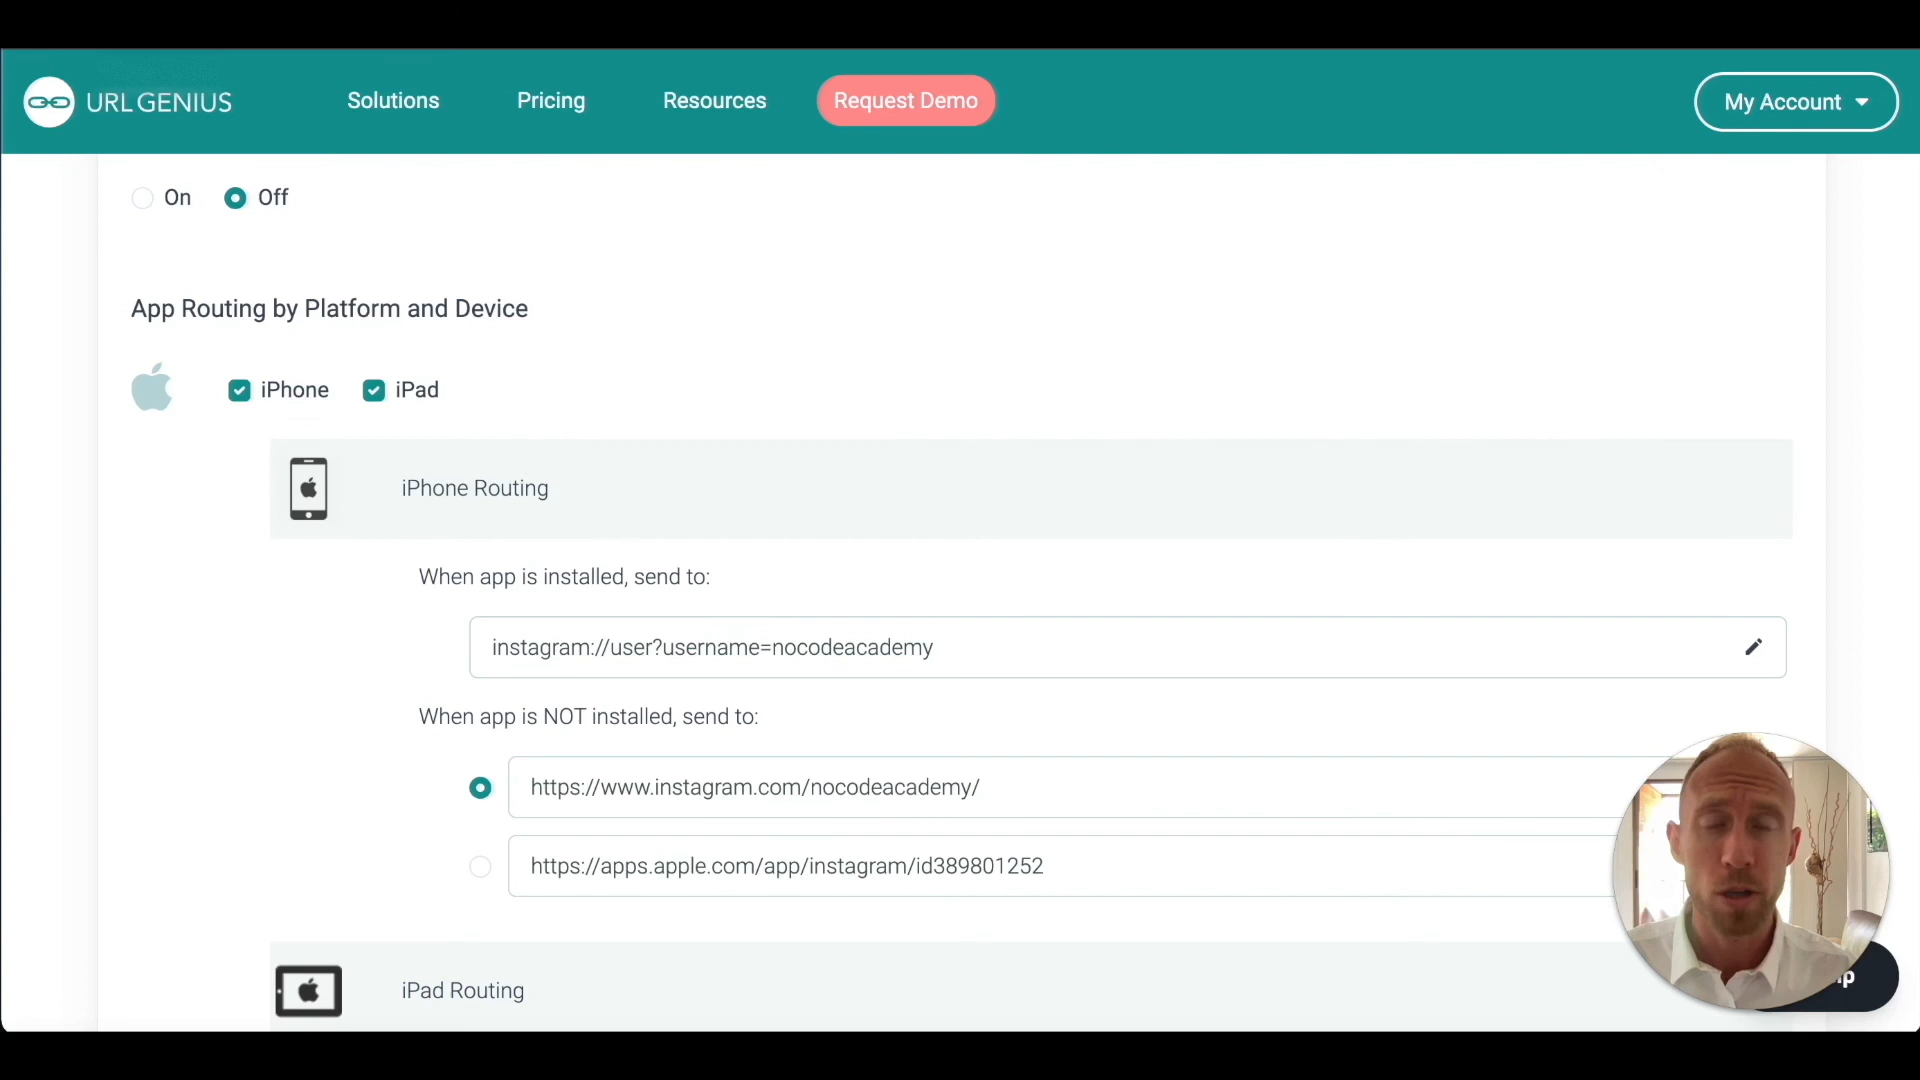 URL GENIUS
Solutions
Pricing
Resources
Request Demo
My Account
On
Off
App Routing by Platform and Device
iPhone
iPad
iPhone Routing
When app is installed, send to:
instagram://user?username=nocodeacademy
When app is NOT installed, send to:
https://www.instagram.com/nocodeacademy/
https://apps.apple.com/app/instagram/id389801252
iPad Routing